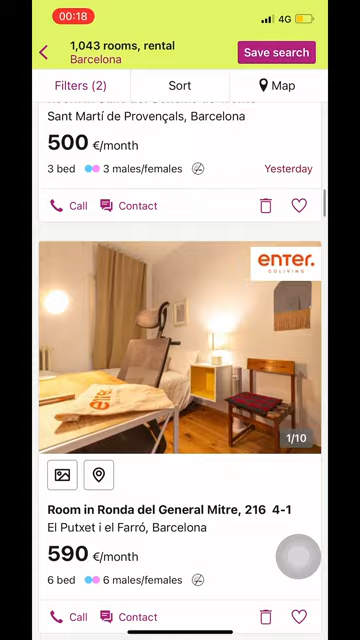 00:18
4G
1,043 rooms, rental
Barcelona
Save search
Filters (2)
Sort
Map
Sant Martí de Provençals, Barcelona
500 €/month
3 bed
3 males/females
Yesterday
Call
Contact
enter.
COLIVING
1/10
Room in Ronda del General Mitre, 216 4-1
El Putxet i el Farró, Barcelona
590 €/month
6 bed
6 males/females
Call
Contact